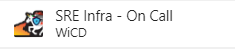 SRE Infra - On Call
WiCD